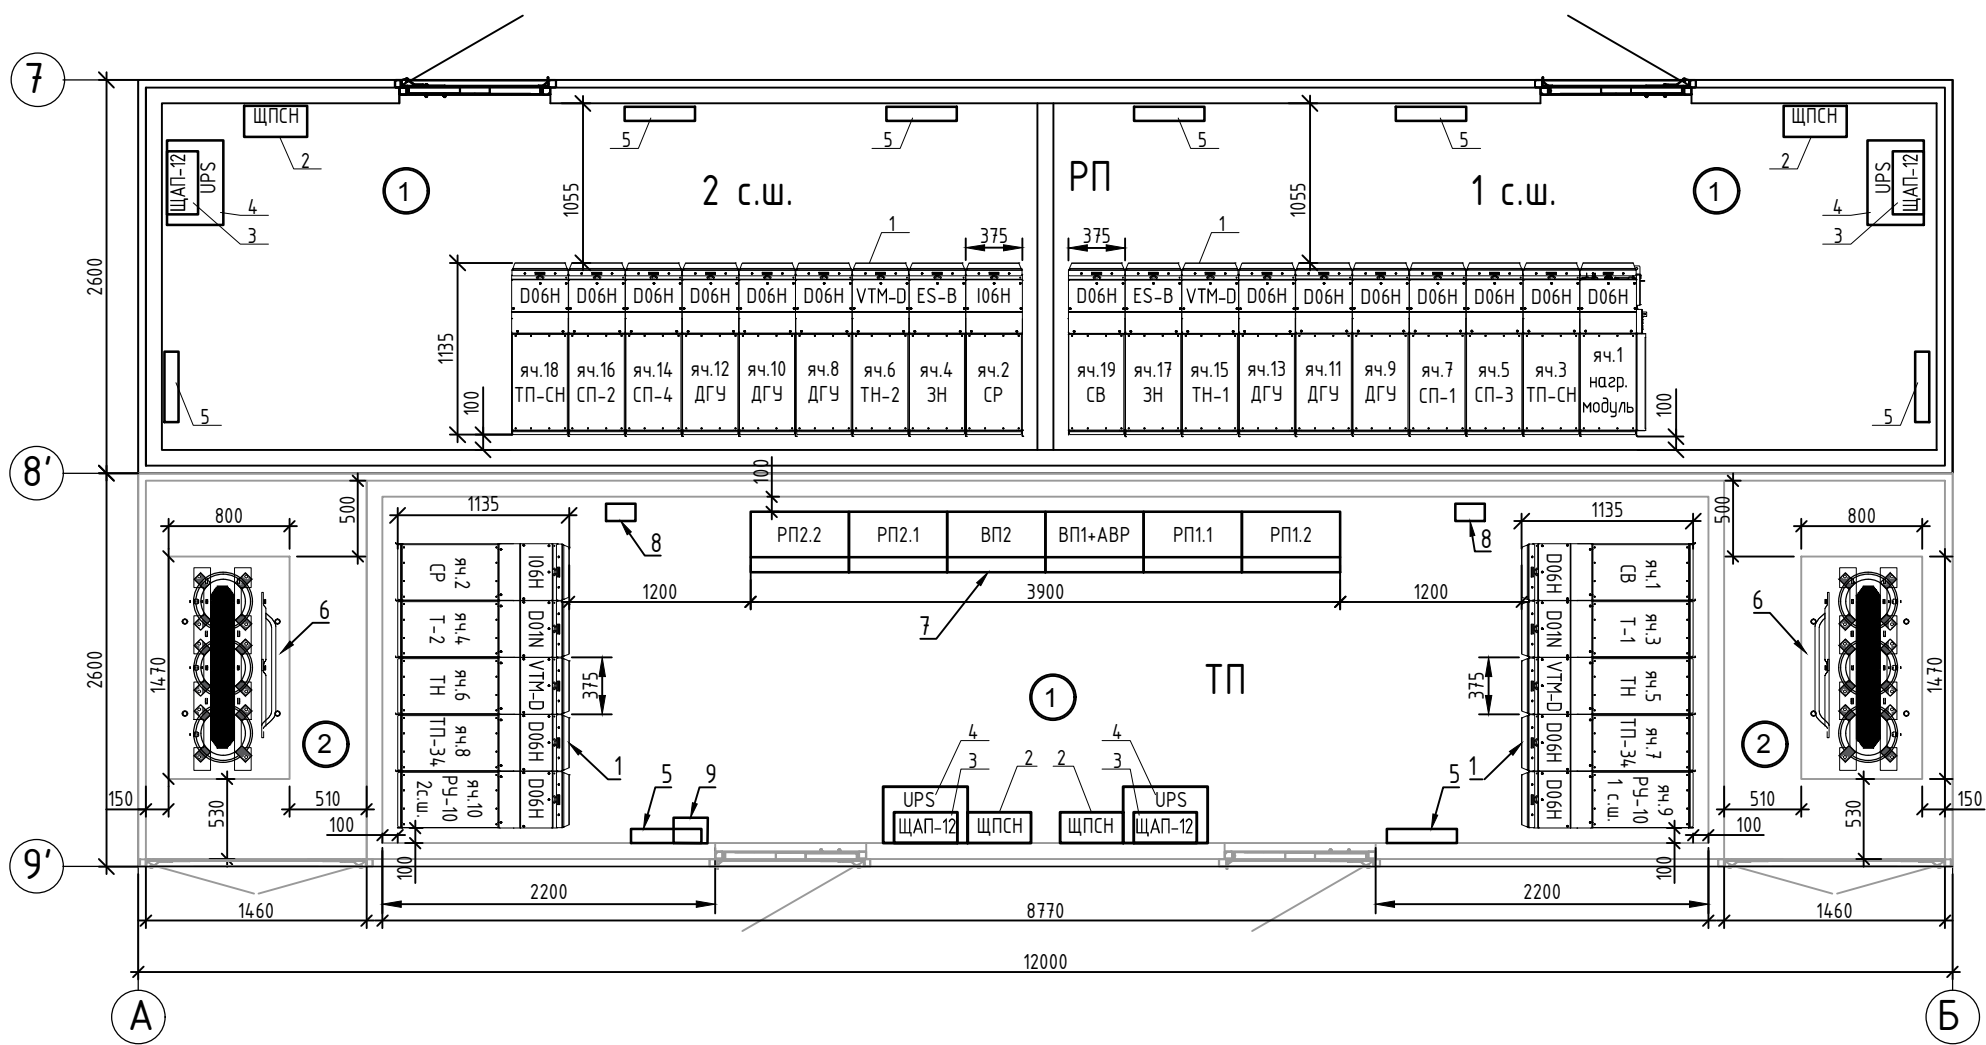 7
ЩПСН
2
ЩАП-12
UPS
4
3
1
5
5
1055
2 с.ш.
1
375
РП
375
1
5
5
1055
1 с.ш.
1
ЩПСН
2
UPS
ЩАП-12
4
3
2600
1135
100
5
D06H
D06H
D06H
D06H
D06H
D06H
VTM-D
ES-B
I06H
яч.18
ТП-СН
яч.16
СП-2
яч.14
СП-4
яч.12
ДГУ
яч.10
ДГУ
яч.8
ДГУ
яч.6
ТН-2
яч.4
ЗН
яч.2
СР
D06H
ES-B
VTM-D
D06H
D06H
D06H
D06H
D06H
D06H
D06H
яч.19
СВ
яч.17
ЗН
яч.15
ТН-1
яч.13
ДГУ
яч.11
ДГУ
яч.9
ДГУ
яч.7
СП-1
яч.5
СП-3
яч.3
ТП-СН
яч.1
нагр.
модуль
100
5
8'
100
500
800
1135
8
РП2.2
РП2.1
ВП2
ВП1+АВР
РП1.1
РП1.2
8
1135
500
800
1200
3900
1200
7
6
1470
2600
2
150
530
510
яч.2
СР
I06H
яч.4
Т-2
D01N
яч.6
ТН
VTM-D
яч.8
ТП-34
D06H
яч.10
РУ-10
2с.ш.
D06H
375
1
5
9
ТП
1
4
3
2
UPS
ЩАП-12
ЩПСН
2
4
3
ЩПСН
UPS
ЩАП-12
375
5
1
D06H
яч.1
СВ
D01N
яч.3
Т-1
VTM-D
яч.5
ТН
D06H
яч.7
ТП-34
D06H
яч.9
РУ-10
1 с.ш.
6
1470
2
510
530
150
100
100
100
100
9'
2200
2200
1460
8770
1460
12000
А
Б